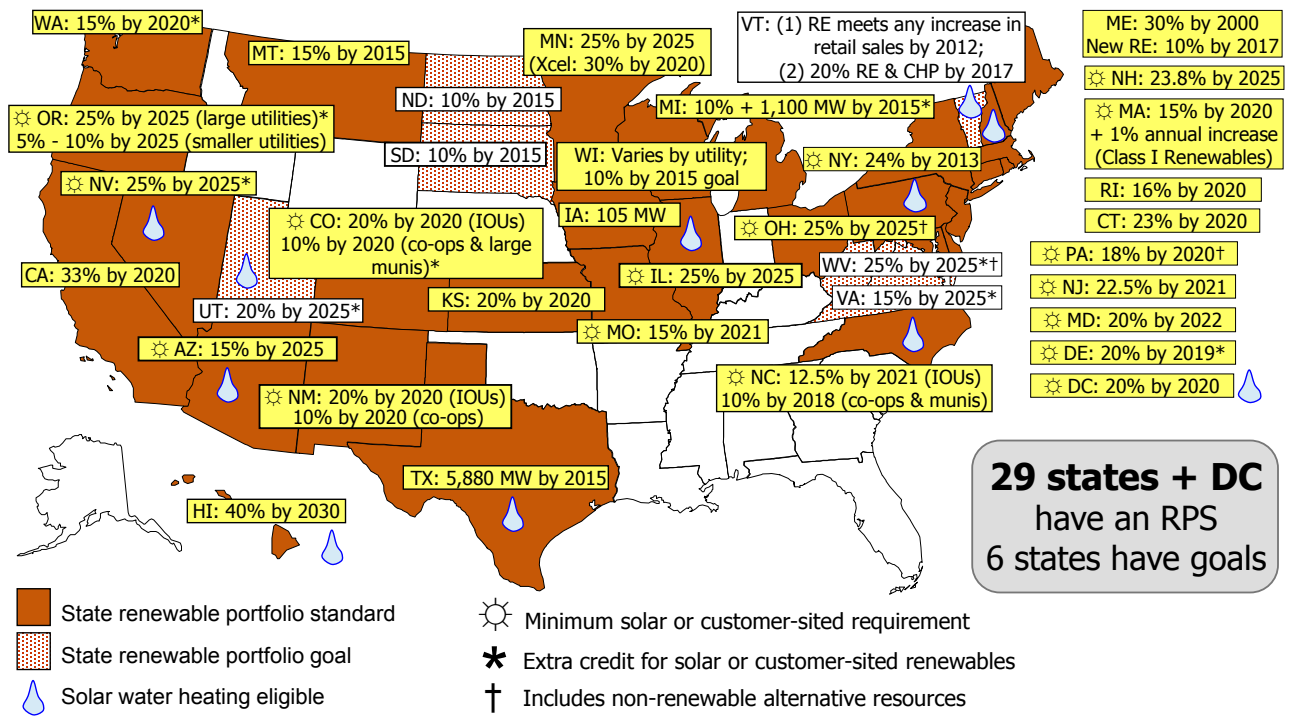 WA: 15% by 2020*
MT: 15% by 2015
MN: 25% by 2025
(Xcel: 30% by 2020)
VT: (1) RE meets any increase in
retail sales by 2012;
(2) 20% RE & CHP by 2017
ME: 30% by 2000
New RE: 10% by 2017
☼ NH: 23.8% by 2025
ND: 10% by 2015
MI: 10% + 1,100 MW by 2015*
☼ MA: 15% by 2020
+ 1% annual increase
(Class I Renewables)
☼ OR: 25% by 2025 (large utilities)*
5% - 10% by 2025 (smaller utilities)
SD: 10% by 2015
WI: Varies by utility;
10% by 2015 goal
☼ NY: 24% by 2013
RI: 16% by 2020
CT: 23% by 2020
☼ NV: 25% by 2025*
☼ CO: 20% by 2020 (IOUs)
10% by 2020 (co-ops & large
munis)*
IA: 105 MW
☼ OH: 25% by 2025†
☼ PA: 18% by 2020†
CA: 33% by 2020
☼ IL: 25% by 2025
WV: 25% by 2025*†
☼ NJ: 22.5% by 2021
UT: 20% by 2025*
KS: 20% by 2020
VA: 15% by 2025*
☼ MD: 20% by 2022
☼ MO: 15% by 2021
☼ AZ: 15% by 2025
☼ DE: 20% by 2019*
☼ NM: 20% by 2020 (IOUs)
10% by 2020 (co-ops)
☼ NC: 12.5% by 2021 (IOUs)
10% by 2018 (co-ops & munis)
☼ DC: 20% by 2020
TX: 5,880 MW by 2015
HI: 40% by 2030
29 states + DC
have an RPS
6 states have goals
State renewable portfolio standard
State renewable portfolio goal
Solar water heating eligible
☼ Minimum solar or customer-sited requirement
* Extra credit for solar or customer-sited renewables
† Includes non-renewable alternative resources